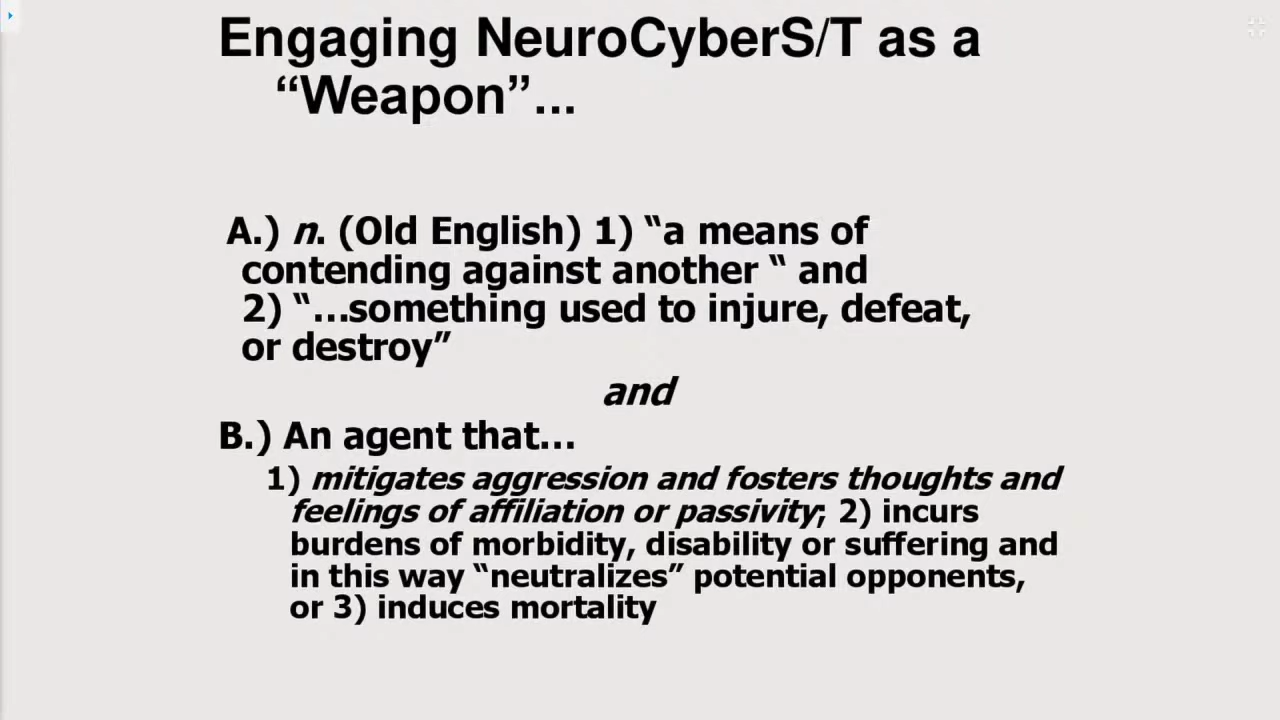 Engaging NeuroCyberS/T as a
“Weapon”...
A.) n. (Old English) 1) “a means of
contending against another “ and
2) “…something used to injure, defeat,
or destroy”
and
B.) An agent that…
1) mitigates aggression and fosters thoughts and
feelings of affiliation or passivity; 2) incurs
burdens of morbidity, disability or suffering and
in this way “neutralizes” potential opponents,
or 3) induces mortality